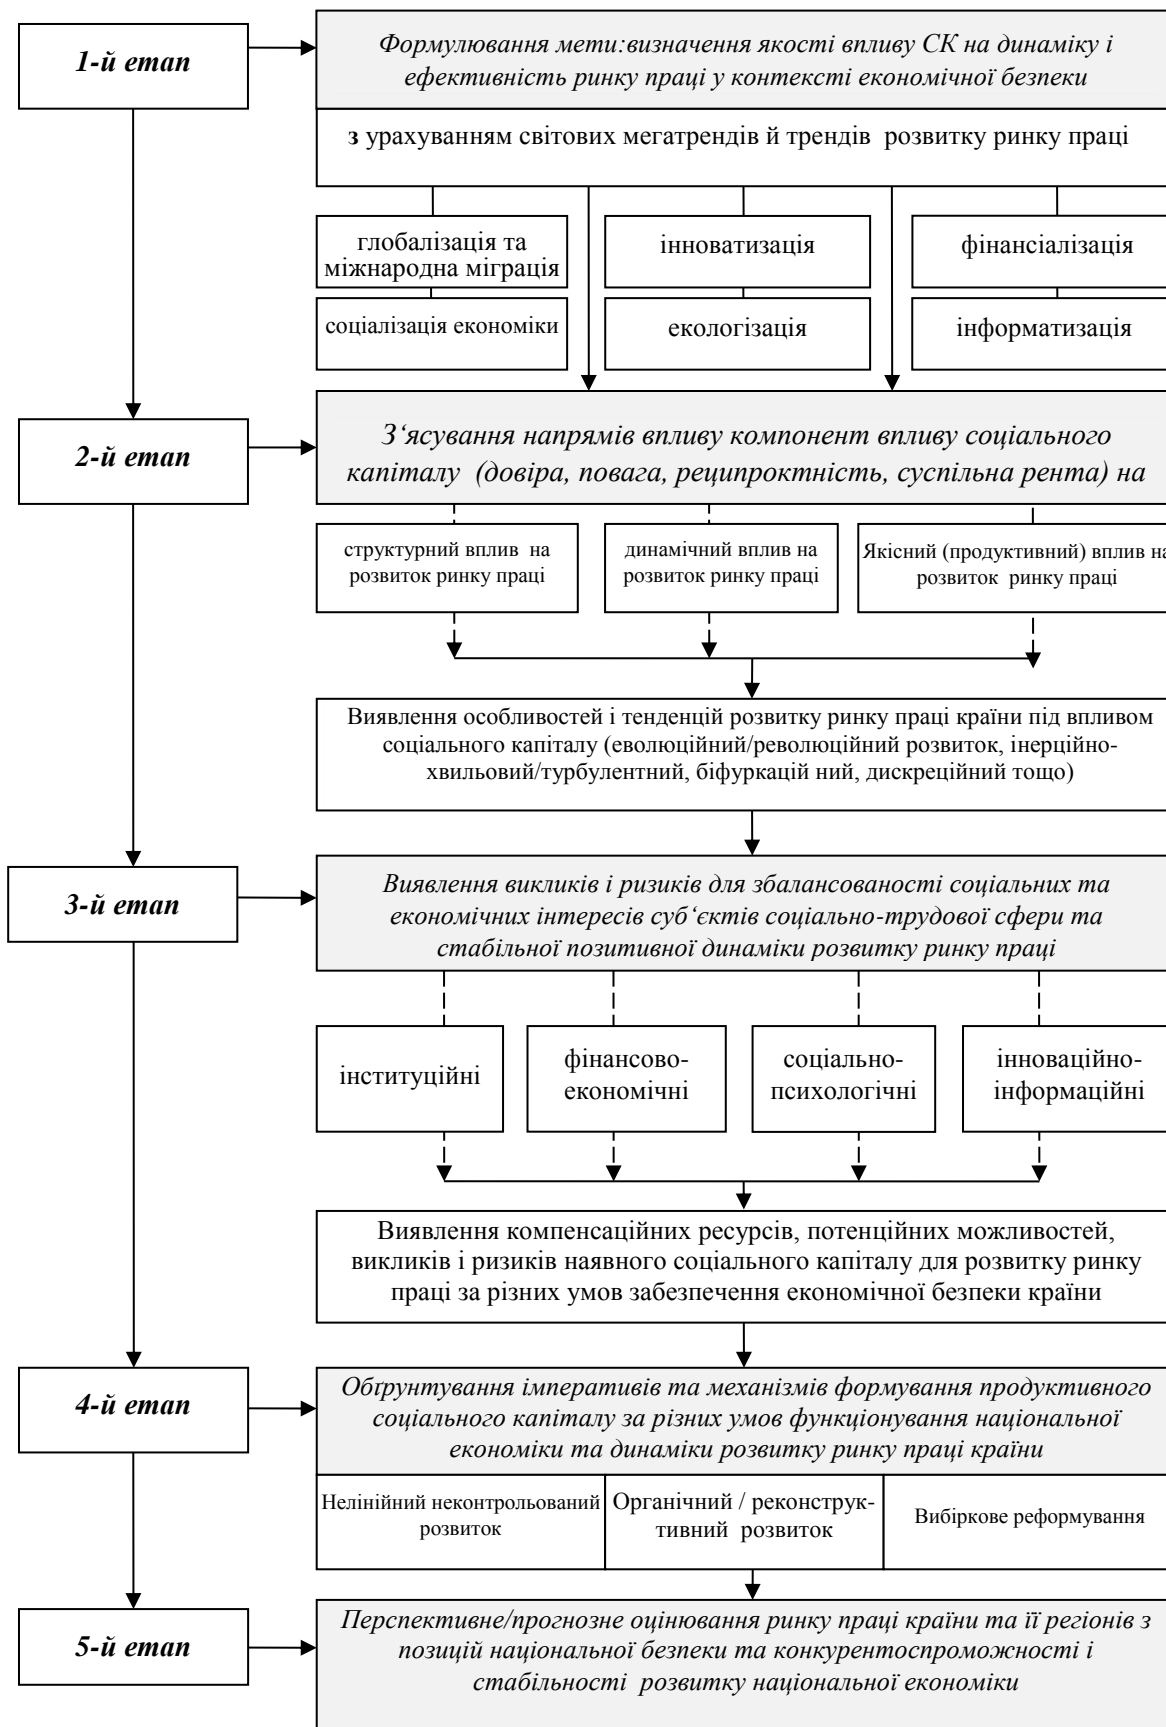 1-й етап
Формулювання мети:визначення якості впливу СК на динаміку і
ефективність ринку праці у контексті економічної безпеки
з урахуванням світових мегатрендів й трендів розвитку ринку праці
глобалізація та
міжнародна міграція
інноватизація
фінансіалізація
соціалізація економіки
екологізація
інформатизація
2-й етап
З‘ясування напрямів впливу компонент впливу соціального
капіталу (довіра, повага, реципроктність, суспільна рента) на
структурний вплив на
розвиток ринку праці
динамічний вплив на
розвиток ринку праці
Якісний (продуктивний) вплив на
розвиток ринку праці
Виявлення особливостей і тенденцій розвитку ринку праці країни під впливом
соціального капіталу (еволюційний/революційний розвиток, інерційно-
хвильовий/турбулентний, біфуркацій ний, дискреційний тощо)
3-й етап
Виявлення викликів і ризиків для збалансованості соціальних та
економічних інтересів суб‘єктів соціально-трудової сфери та
стабільної позитивної динаміки розвитку ринку праці
інституційні
фінансово-
економічні
соціально-
психологічні
інноваційно-
інформаційні
Виявлення компенсаційних ресурсів, потенційних можливостей,
викликів і ризиків наявного соціального капіталу для розвитку ринку
праці за різних умов забезпечення економічної безпеки країни
4-й етап
Обґрунтування імперативів та механізмів формування продуктивного
соціального капіталу за різних умов функціонування національної
економіки та динаміки розвитку ринку праці країни
Нелінійний неконтрольований
розвиток
Органічний / реконструк-
тивний розвиток
Вибіркове реформування
5-й етап
Перспективне/прогнозне оцінювання ринку праці країни та її регіонів з
позицій національної безпеки та конкурентоспроможності і
стабільності розвитку національної економіки